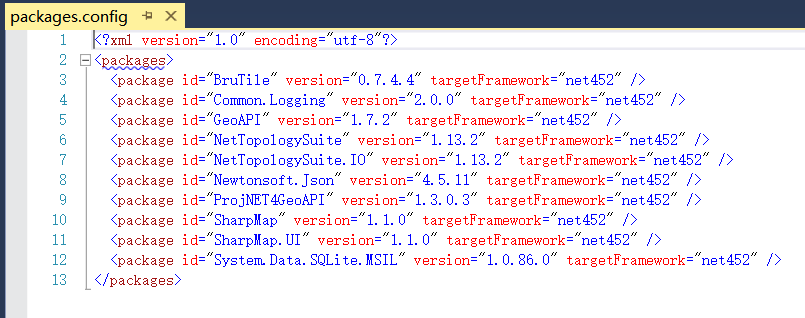 packages.config
1 <?xml version="1.0" encoding="utf-8"?>
2 <packages>
3 <package id="BruTile" version="0.7.4.4" targetFramework="net452" />
4 <package id="Common.Logging" version="2.0.0" targetFramework="net452" />
5 <package id="GeoAPI" version="1.7.2" targetFramework="net452" />
6 <package id="NetTopologySuite" version="1.13.2" targetFramework="net452" />
7 <package id="NetTopologySuite.IO" version="1.13.2" targetFramework="net452" />
8 <package id="Newtonsoft.Json" version="4.5.11" targetFramework="net452" />
9 <package id="ProjNET4GeoAPI" version="1.3.0.3" targetFramework="net452" />
10 <package id="SharpMap" version="1.1.0" targetFramework="net452" />
11 <package id="SharpMap.UI" version="1.1.0" targetFramework="net452" />
12 <package id="System.Data.SQLite.MSIL" version="1.0.86.0" targetFramework="net452" />
13 </packages>